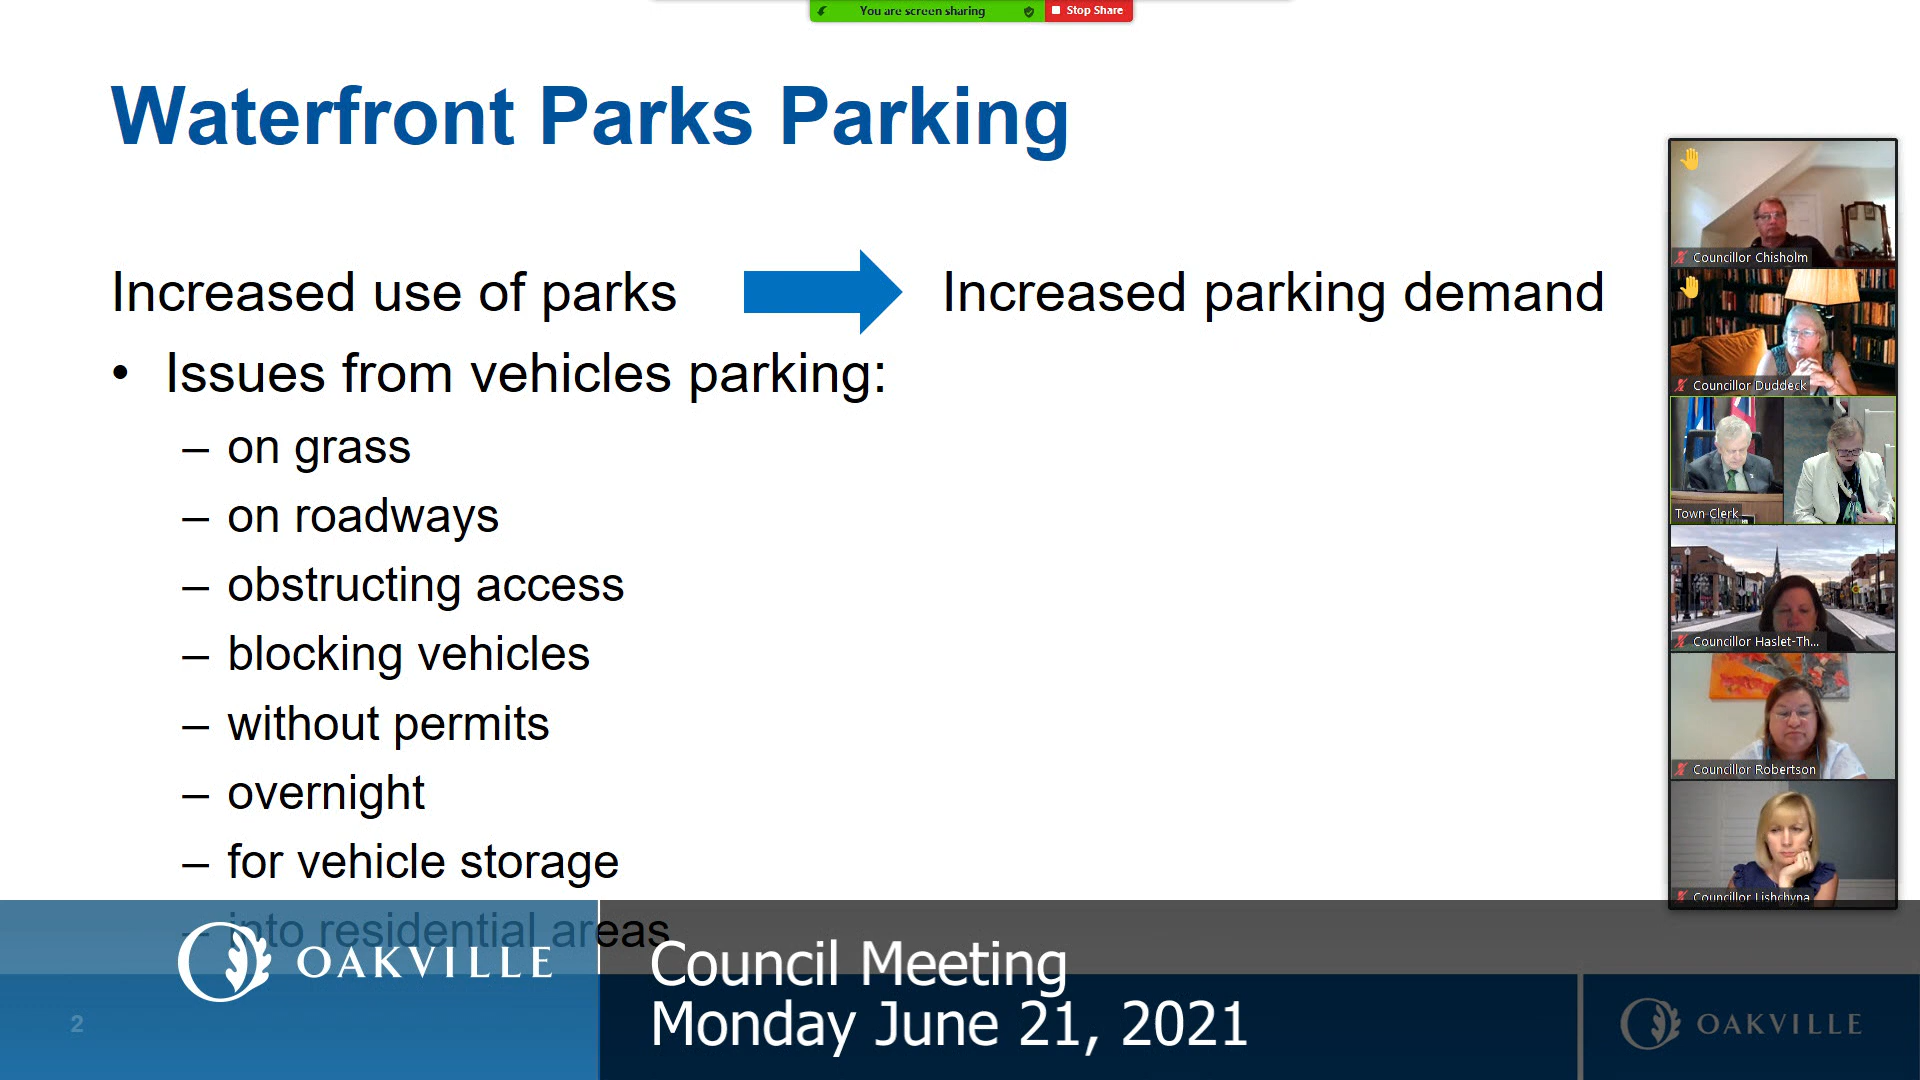 You are screen sharing
Stop Share
Waterfront Parks Parking
Increased use of parks
Increased parking demand
• Issues from vehicles parking:
– on grass
– on roadways
– obstructing access
– blocking vehicles
– without permits
– overnight
– for vehicle storage
– into residential areas
Councillor Chisholm
Councillor Duddeck
Town Clerk
Councillor Haslet-Th...
Councillor Robertson
Councillor Lishchyna
OAKVILLE
Council Meeting
Monday June 21, 2021
2
OAKVILLE